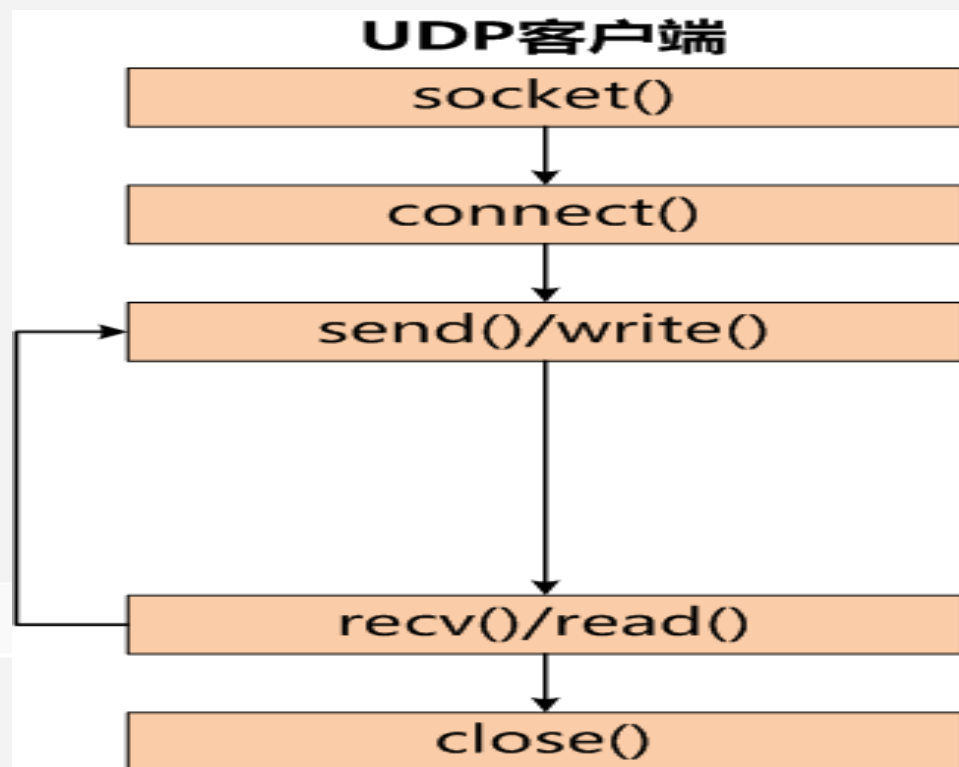 UDP客户端
socket()
connect()
send()/write()
recv()/read()
close()